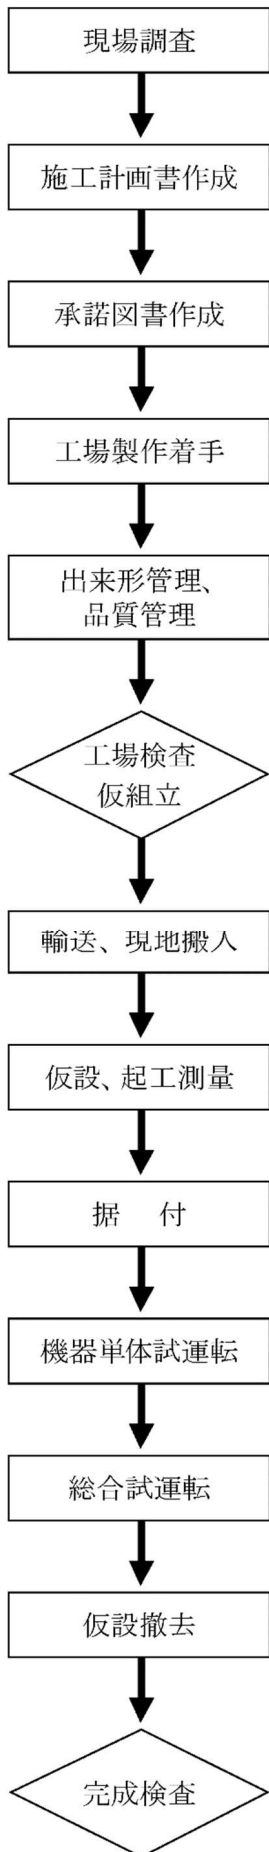 現場調査
施工計画書作成
承諾図書作成
工場製作着手
出来形管理、
品質管理
工場検査
仮組立
輸送、現地搬入
仮設、起工測量
据　付
機器単体試運転
総合試運転
仮設撤去
完成検査